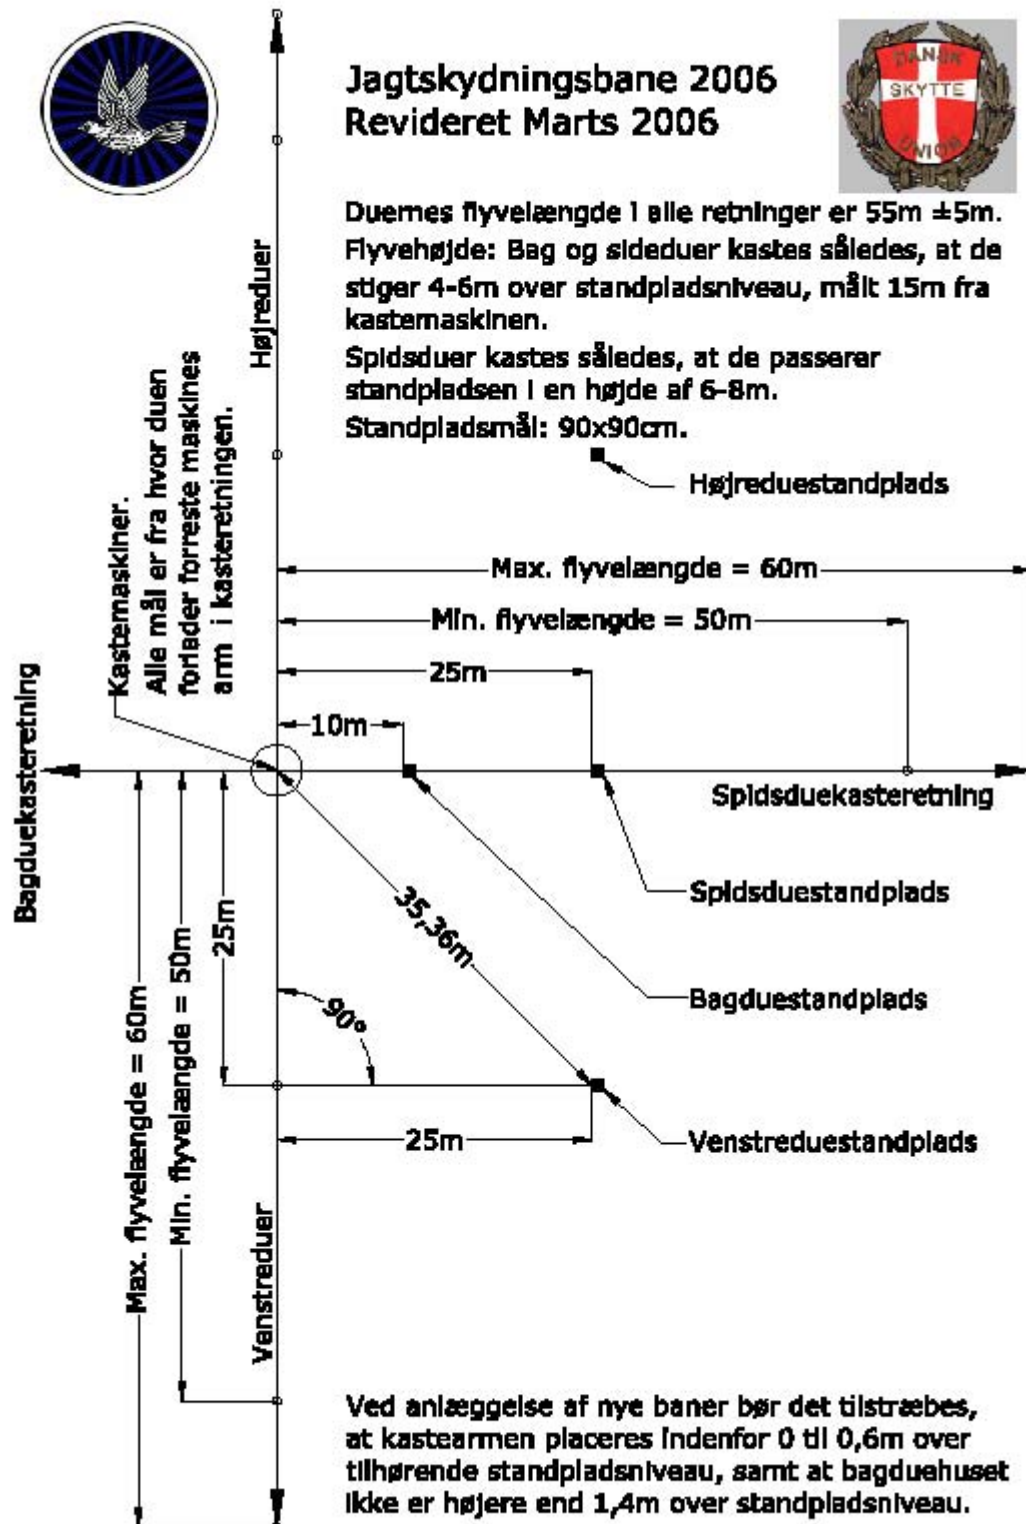 DANSK
SKYTTE
UNION
Jagtskydningsbane 2006
Revideret Marts 2006
Duernes flyvelængde i alle retninger er 55m ±5m.
Flyvehøjde: Bag og sideduer kastes således, at de
stiger 4-6m over standpladsniveau, målt 15m fra
kastemaskinen.
Spidsduer kastes således, at de passerer
standpladsen i en højde af 6-8m.
Standpladsmål: 90x90cm.
Højreduer
Højreduestandplads
Kastemaskiner.
Alle mål er fra hvor duen
forlader forreste maskines
arm i kasteretningen.
Max. flyvelængde = 60m
Min. flyvelængde = 50m
25m
10m
Bagduekasteretning
Spidsduekasteretning
Spidsduestandplads
35,36m
25m
Bagduestandplads
90°
Max. flyvelængde = 60m
Min. flyvelængde = 50m
25m
Venstreduestandplads
Venstreduer
Ved anlæggelse af nye baner bør det tilstræbes,
at kastearmen placeres indenfor 0 til 0,6m over
tilhørende standpladsniveau, samt at bagduehuset
ikke er højere end 1,4m over standpladsniveau.